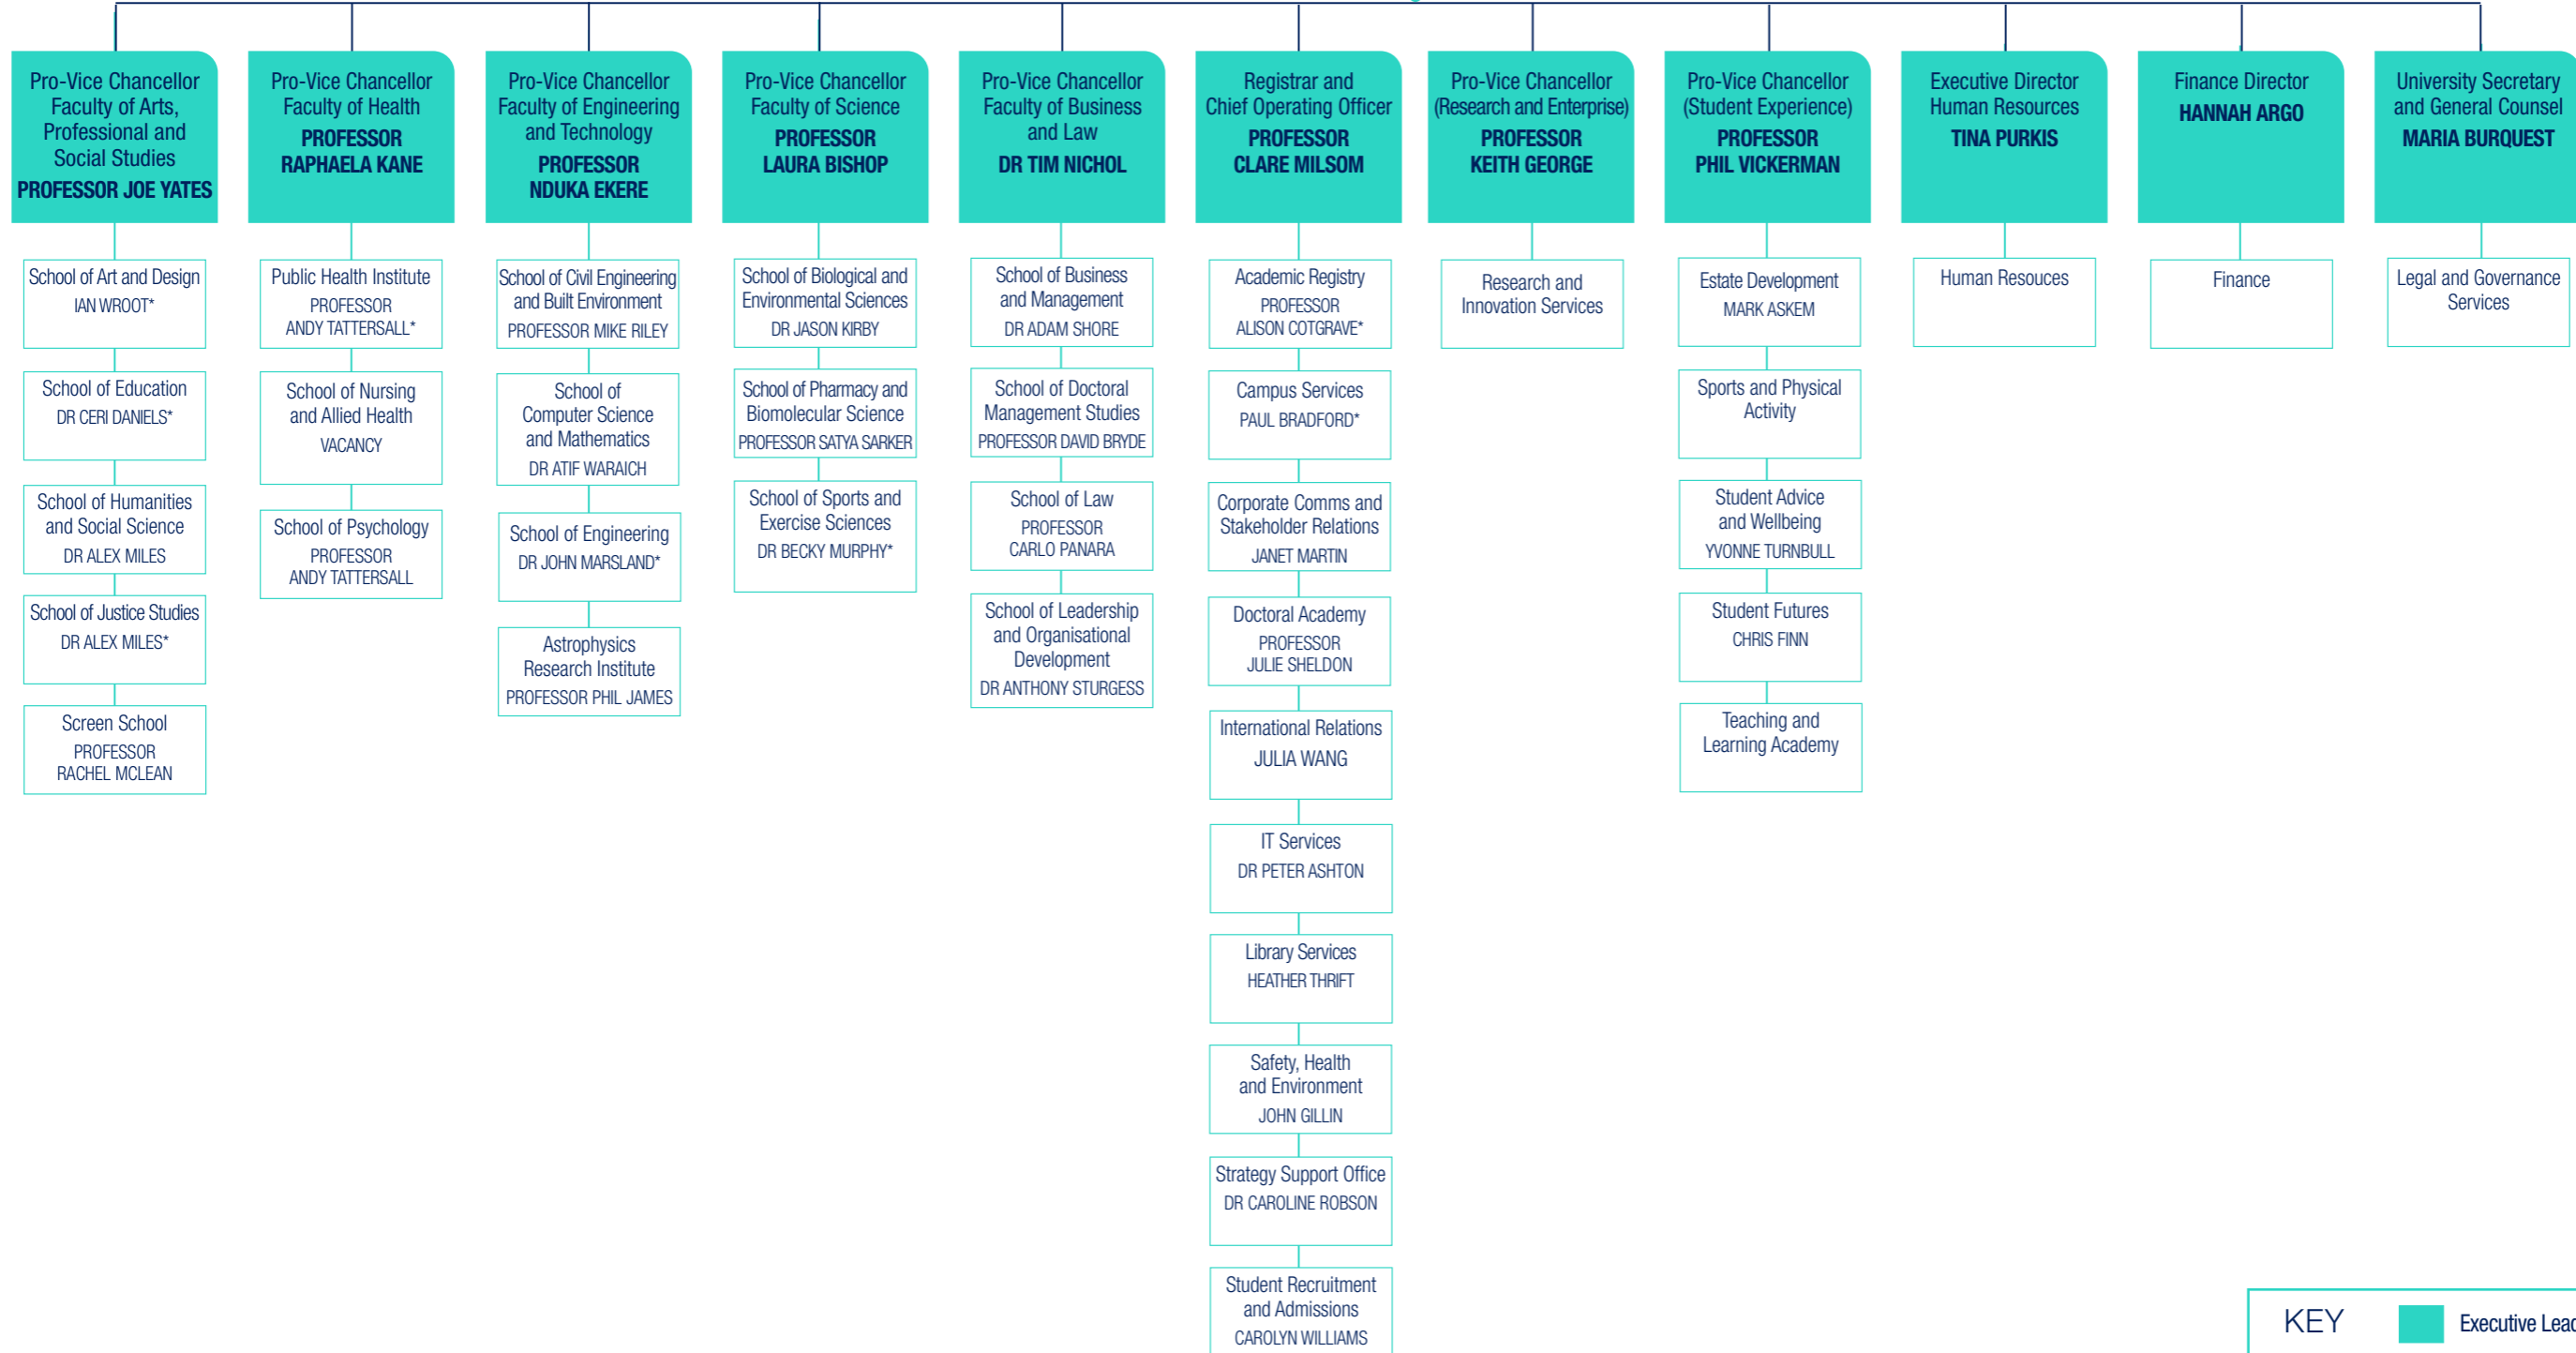 Pro-Vice Chancellor
Faculty of Arts,
Professional and
Social Studies
PROFESSOR JOE YATES
School of Art and Design
IAN WROOT*
School of Education
DR CERI DANIELS*
School of Humanities
and Social Science
DR ALEX MILES
School of Justice Studies
DR ALEX MILES*
Screen School
PROFESSOR
RACHEL MCLEAN
Pro-Vice Chancellor
Faculty of Health
PROFESSOR
RAPHAELA KANE
Public Health Institute
PROFESSOR
ANDY TATTERSALL*
School of Nursing
and Allied Health
VACANCY
School of Psychology
PROFESSOR
ANDY TATTERSALL
Pro-Vice Chancellor
Faculty of Engineering
and Technology
PROFESSOR
NDUKA EKERE
School of Civil Engineering
and Built Environment
PROFESSOR MIKE RILEY
School of
Computer Science
and Mathematics
DR ATIF WARAICH
School of Engineering
DR JOHN MARSLAND*
Astrophysics
Research Institute
PROFESSOR PHIL JAMES
Pro-Vice Chancellor
Faculty of Science
PROFESSOR
LAURA BISHOP
School of Biological and
Environmental Sciences
DR JASON KIRBY
School of Pharmacy and
Biomolecular Science
PROFESSOR SATYA SARKER
School of Sports and
Exercise Sciences
DR BECKY MURPHY*
Pro-Vice Chancellor
Faculty of Business
and Law
DR TIM NICHOL
School of Business
and Management
DR ADAM SHORE
School of Doctoral
Management Studies
PROFESSOR DAVID BRYDE
School of Law
PROFESSOR
CARLO PANARA
School of Leadership
and Organisational
Development
DR ANTHONY STURGESS
Registrar and
Chief Operating Officer
PROFESSOR
CLARE MILSOM
Academic Registry
PROFESSOR
ALISON COTGRAVE*
Campus Services
PAUL BRADFORD*
Corporate Comms and
Stakeholder Relations
JANET MARTIN
Doctoral Academy
PROFESSOR
JULIE SHELDON
International Relations
JULIA WANG
IT Services
DR PETER ASHTON
Library Services
HEATHER THRIFT
Safety, Health
and Environment
JOHN GILLIN
Strategy Support Office
DR CAROLINE ROBSON
Student Recruitment
and Admissions
CAROLYN WILLIAMS
Pro-Vice Chancellor
(Research and Enterprise)
PROFESSOR
KEITH GEORGE
Research and
Innovation Services
Pro-Vice Chancellor
(Student Experience)
PROFESSOR
PHIL VICKERMAN
Estate Development
MARK ASKEM
Sports and Physical
Activity
Student Advice
and Wellbeing
YVONNE TURNBULL
Student Futures
CHRIS FINN
Teaching and
Learning Academy
Executive Director
Human Resources
TINA PURKIS
Human Resouces
Finance Director
HANNAH ARGO
Finance
University Secretary
and General Counsel
MARIA BURQUEST
Legal and Governance
Services
KEY
Executive Lead